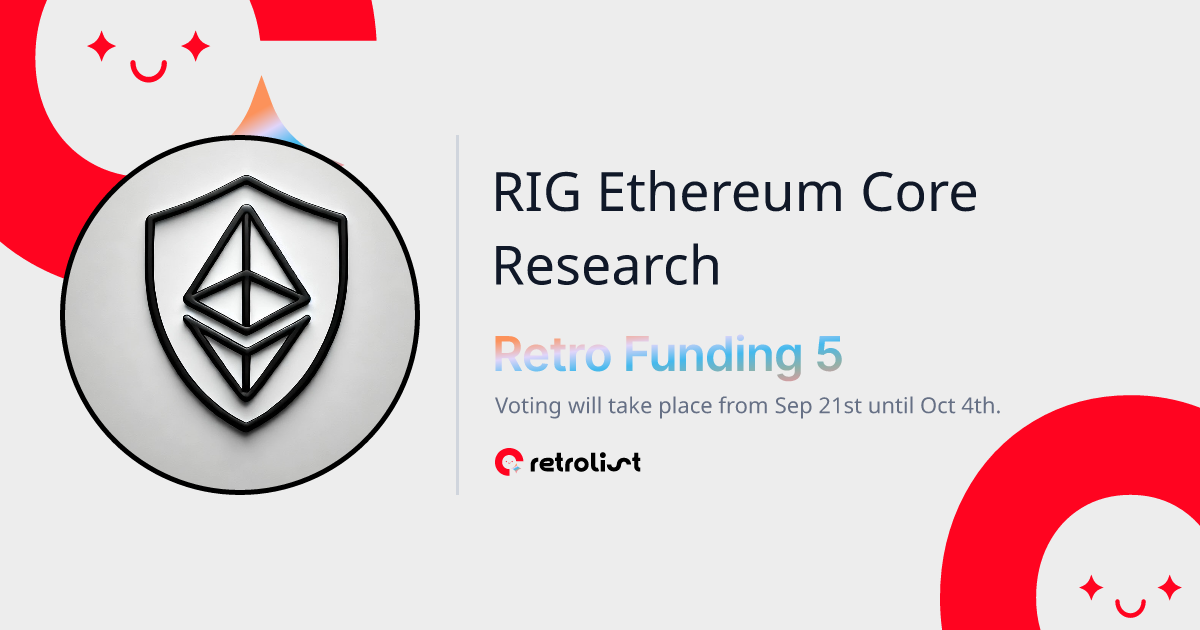 RIG Ethereum Core
Research
Retro Funding 5
Voting will take place from Sep 21st until Oct 4th.
retrolist